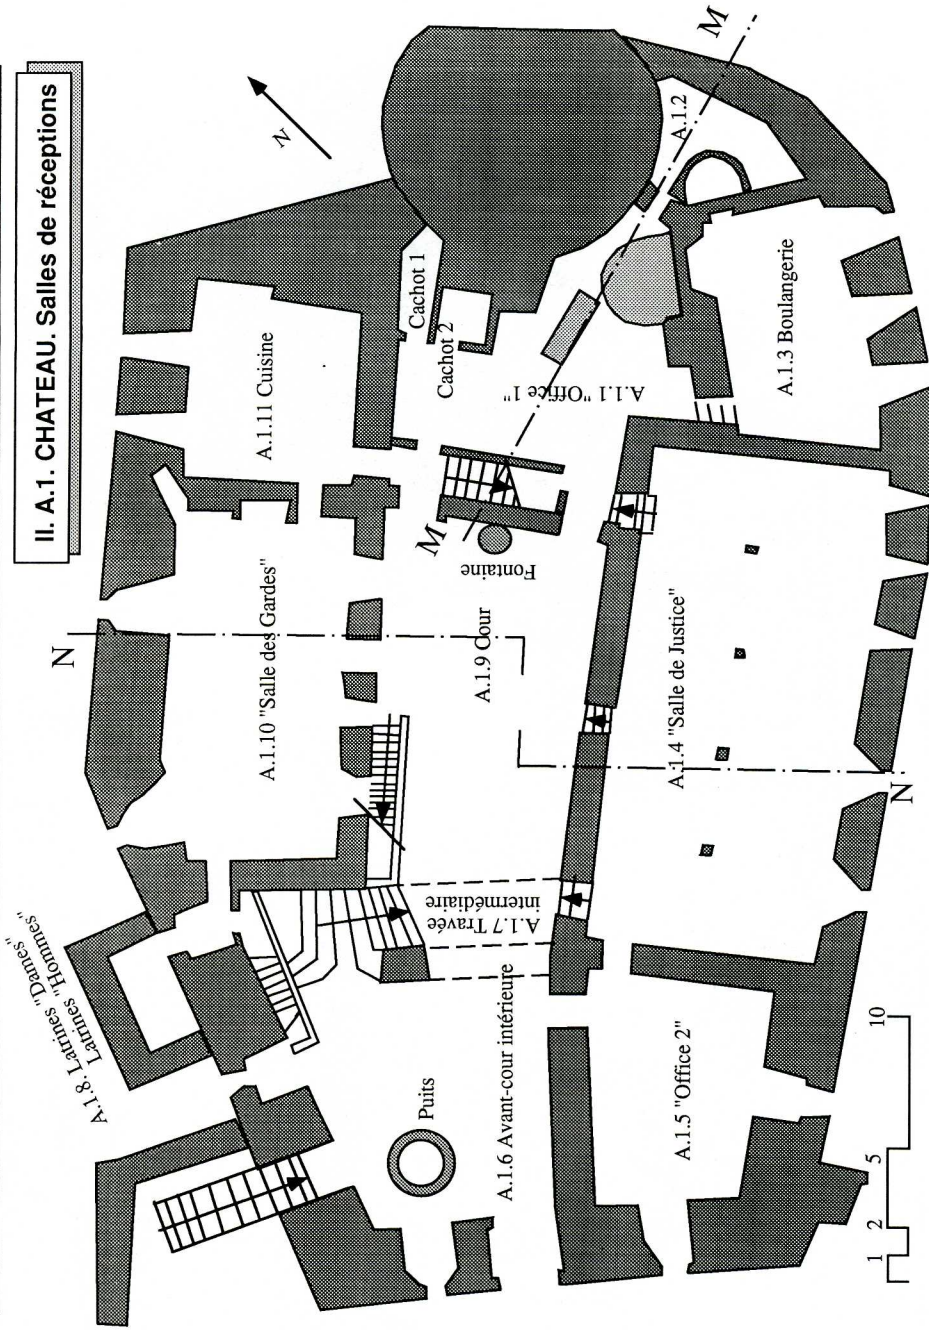 II. A.1. CHATEAU. Salles de réceptions
N
M
A.1.2
Cachot 1
Cachot 2
A.1.11 Cuisine
A.1.3 Boulangerie
A.1.1 "Office 1"
M
Fontaine
N
A.1.10 "Salle des Gardes"
A.1.9 Cour
A.1.4 "Salle de Justice"
N
A.1.7 Travée
intermédiaire
A.1.8. Latrines "Dames"
Latrines "Hommes"
Puits
A.1.6 Avant-cour intérieure
A.1.5 "Office 2"
1
2
5
10